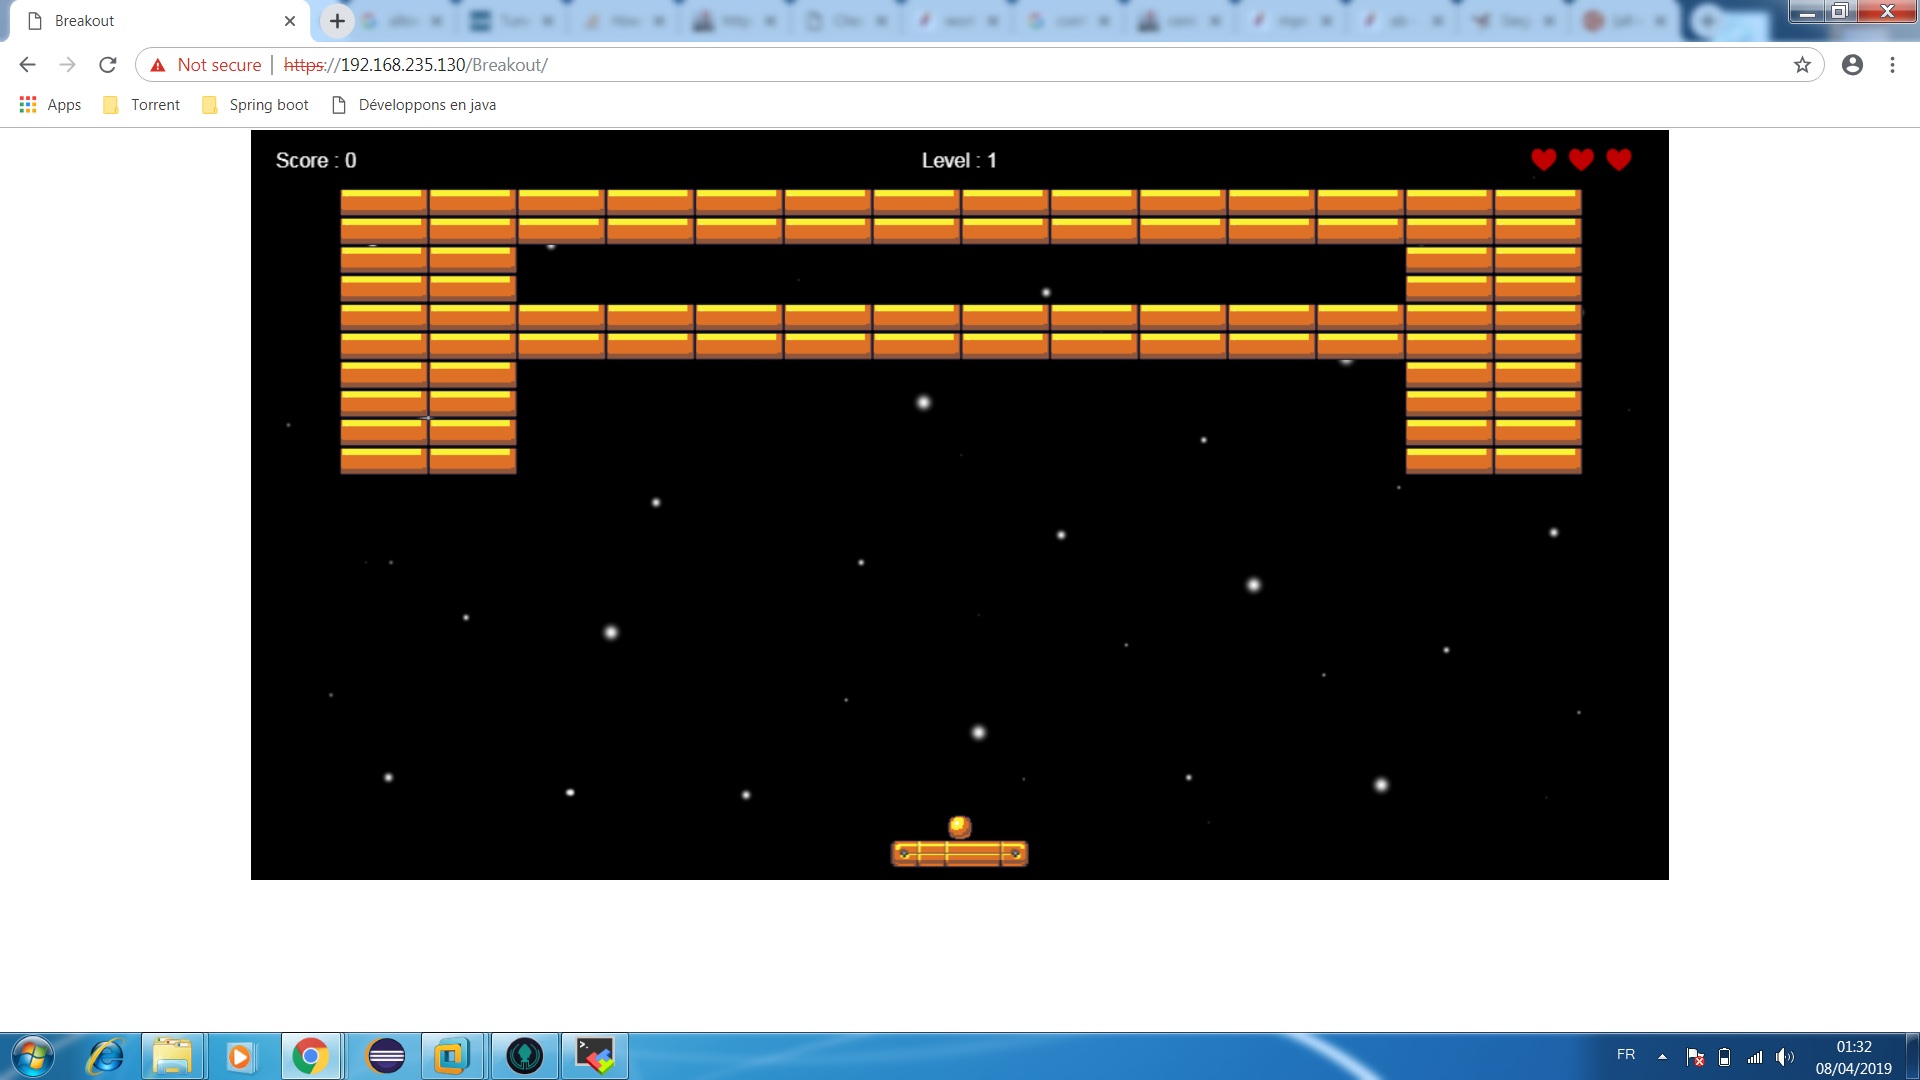 Breakout
Not secure | https://192.168.235.130/Breakout/
Apps Torrent Spring boot Développons en java
Score : 0 Level : 1
FR 01:32
08/04/2019